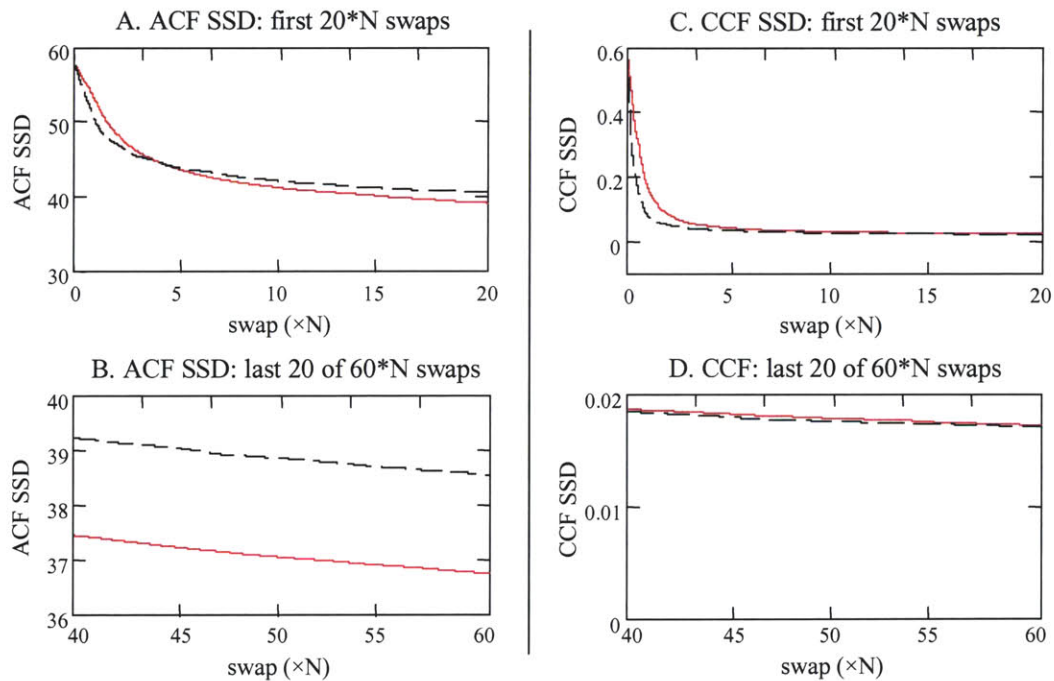 A. ACF SSD: first 20*N swaps
60
50
40
30
ACF SSD
0 5 10 15 20
swap (×N)
B. ACF SSD: last 20 of 60*N swaps
40
39
38
37
36
ACF SSD
40 45 50 55 60
swap (×N)
C. CCF SSD: first 20*N swaps
0.6
0.4
0.2
0
CCF SSD
0 5 10 15 20
swap (×N)
D. CCF: last 20 of 60*N swaps
0.02
0.01
0
CCF SSD
40 45 50 55 60
swap (×N)